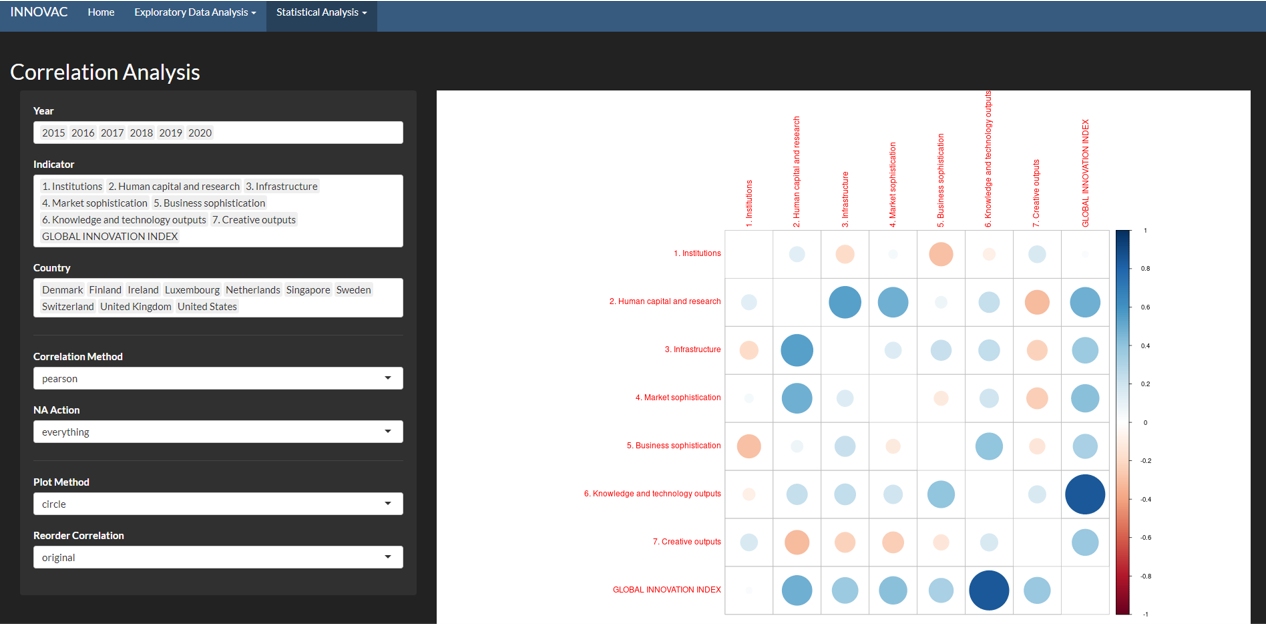 INNOVAC Home Exploratory Data Analysis Statistical Analysis
Correlation Analysis
Year
2015 2016 2017 2018 2019 2020
Indicator
1. Institutions 2. Human capital and research 3. Infrastructure
4. Market sophistication 5. Business sophistication
6. Knowledge and technology outputs 7. Creative outputs
GLOBAL INNOVATION INDEX
Country
Denmark Finland Ireland Luxembourg Netherlands Singapore Sweden
Switzerland United Kingdom United States
Correlation Method
pearson
NA Action
everything
Plot Method
circle
Reorder Correlation
original
1. Institutions
2. Human capital and research
3. Infrastructure
4. Market sophistication
5. Business sophistication
6. Knowledge and technology outputs
7. Creative outputs
GLOBAL INNOVATION INDEX
1. Institutions
2. Human capital and research
3. Infrastructure
4. Market sophistication
5. Business sophistication
6. Knowledge and technology outputs
7. Creative outputs
GLOBAL INNOVATION INDEX
1
0.8
0.6
0.4
0.2
0
-0.2
-0.4
-0.6
-0.8
-1